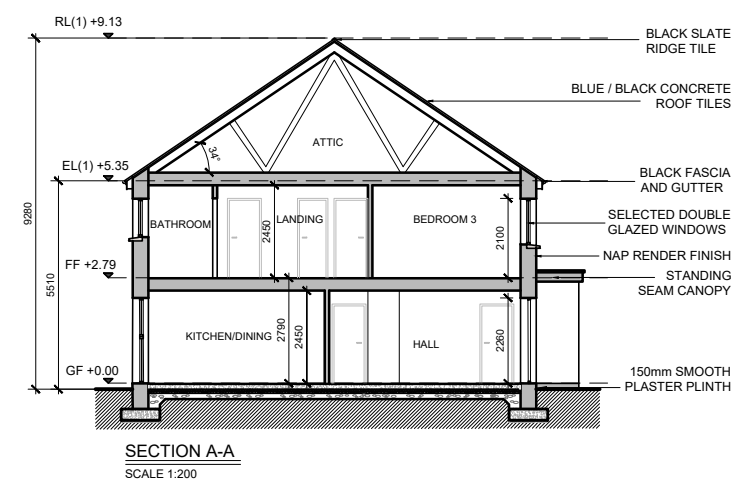 RL(1) +9.13
BLACK SLATE
RIDGE TILE
BLUE / BLACK CONCRETE
ROOF TILES
ATTIC
34°
EL(1) +5.35
BLACK FASCIA
AND GUTTER
9280
BATHROOM
LANDING
BEDROOM 3
2450
2100
SELECTED DOUBLE
GLAZED WINDOWS
NAP RENDER FINISH
FF +2.79
STANDING
SEAM CANOPY
5510
KITCHEN/DINING
2790
2450
HALL
2260
GF +0.00
150mm SMOOTH
PLASTER PLINTH
SECTION A-A
SCALE 1:200